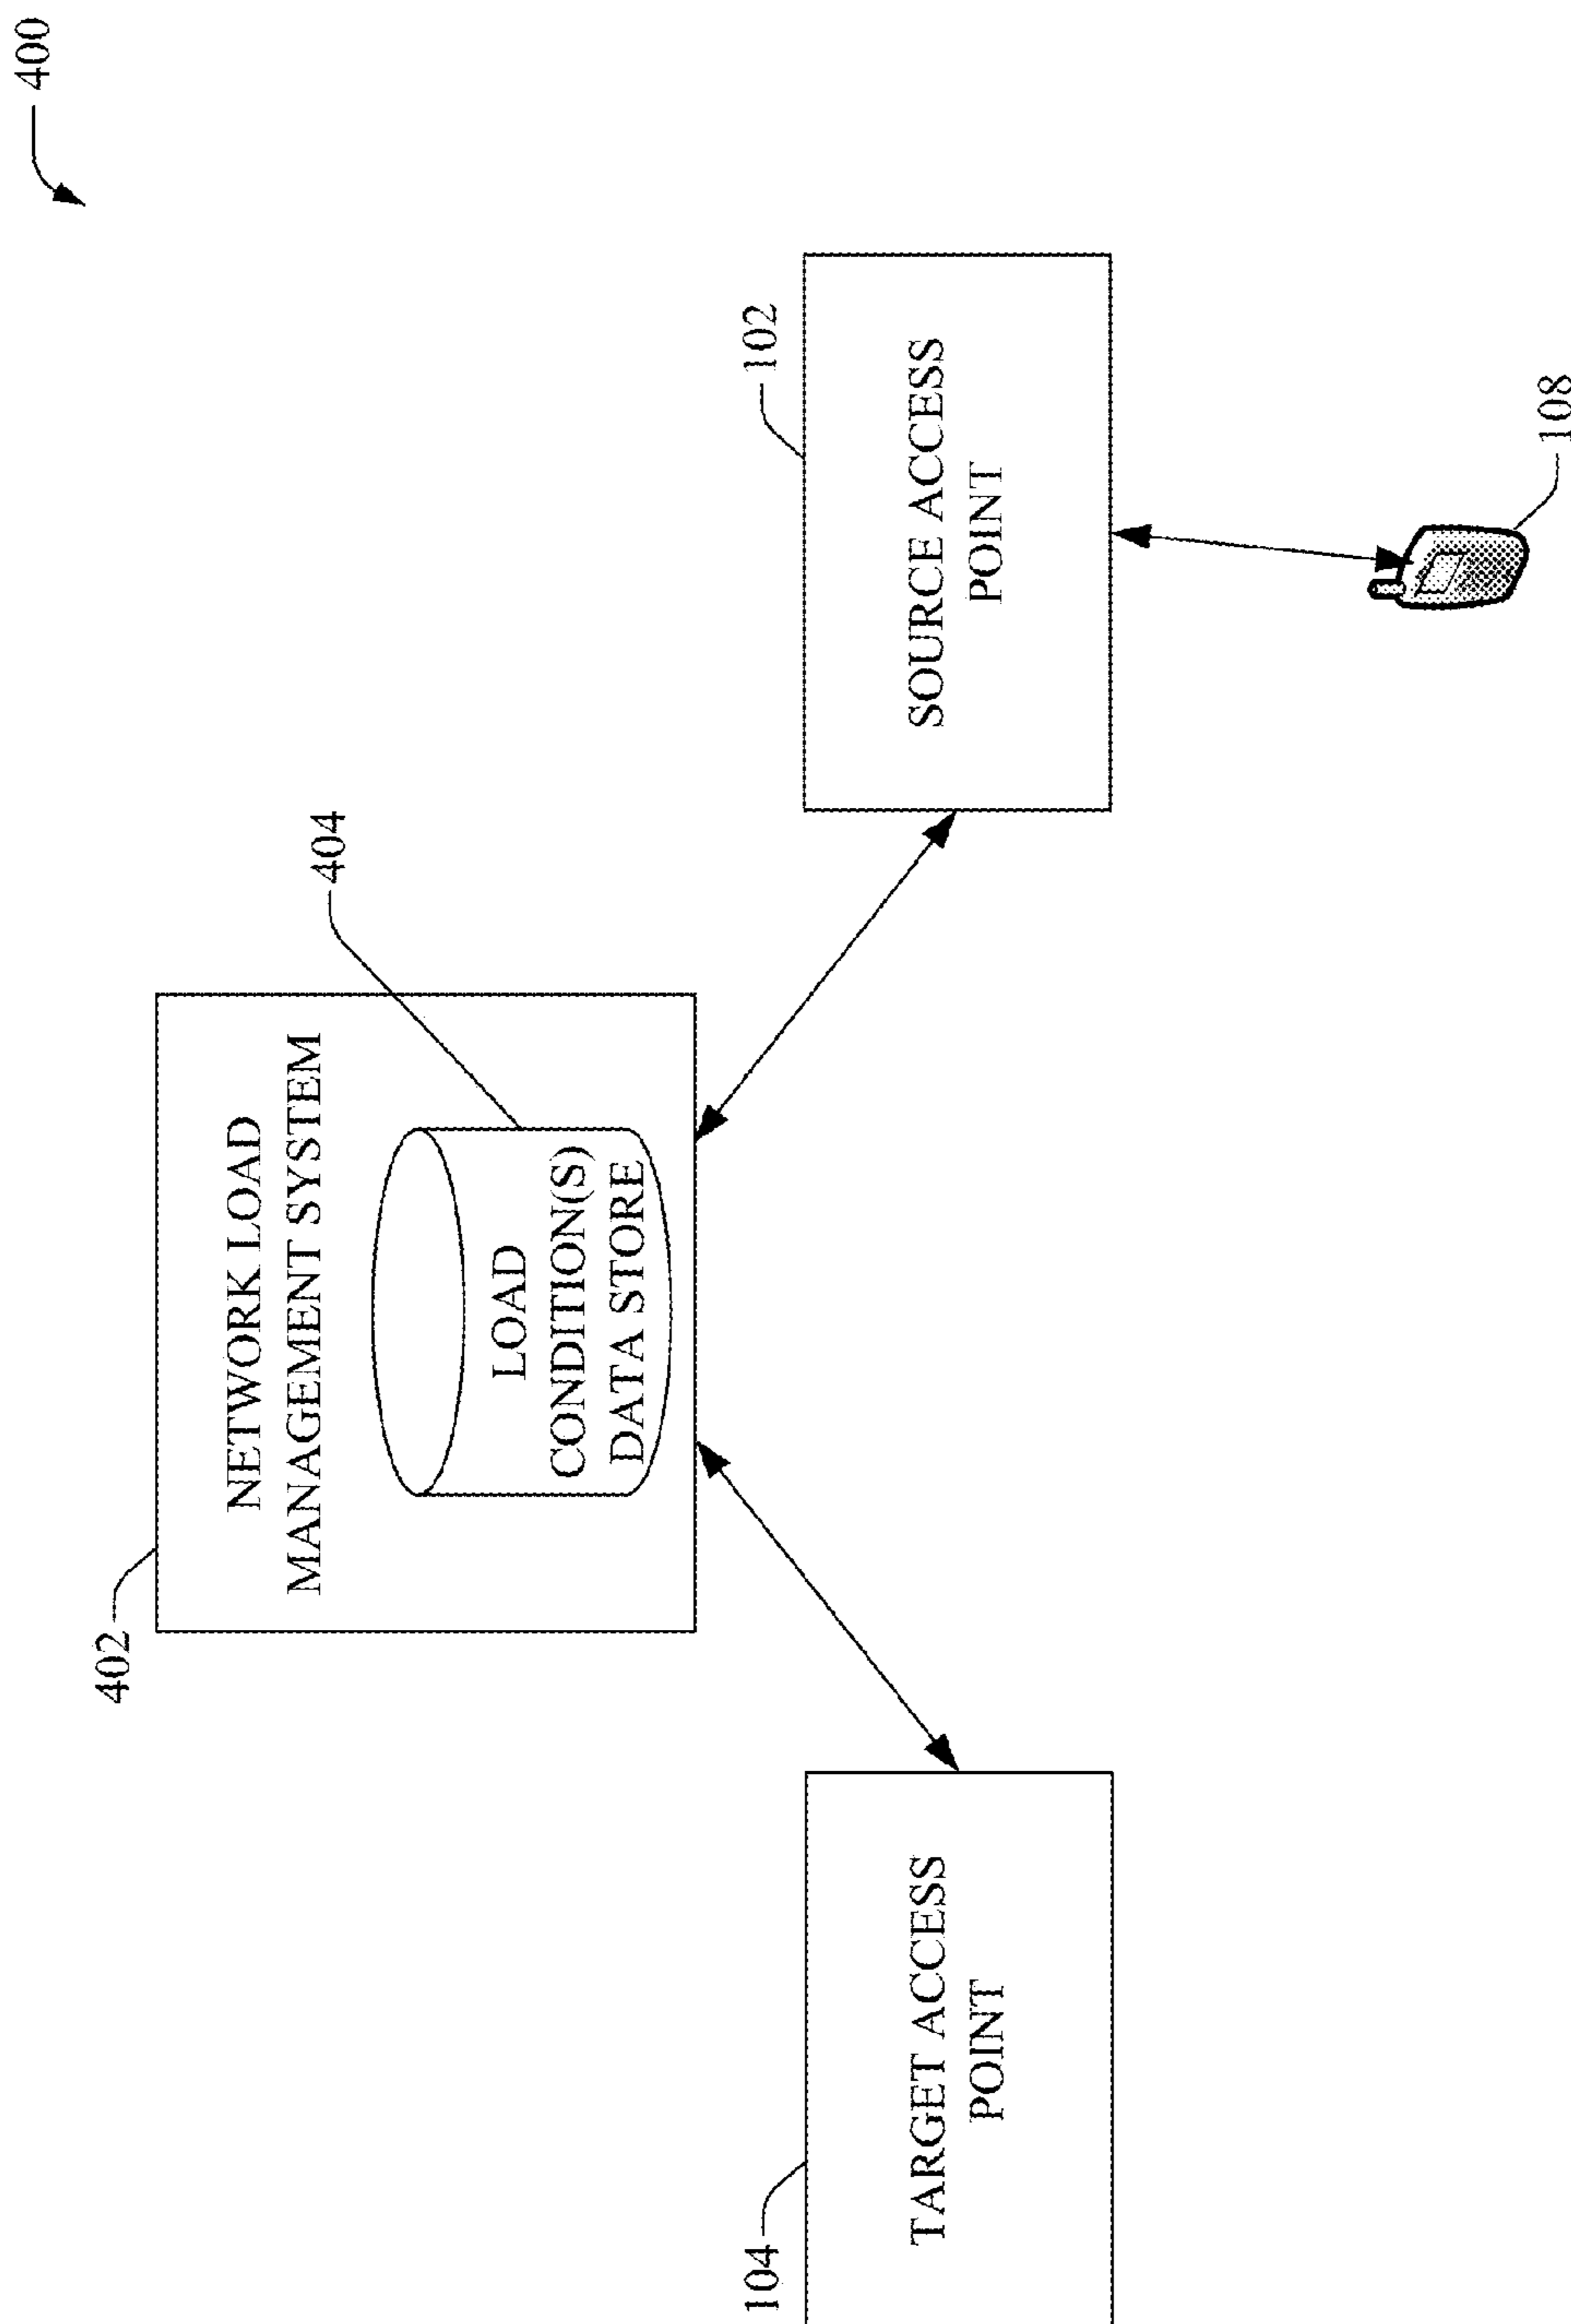 400
402
NETWORK LOAD
MANAGEMENT SYSTEM
404
LOAD
CONDITION(S)
DATA STORE
104
TARGET ACCESS
POINT
102
SOURCE ACCESS
POINT
108